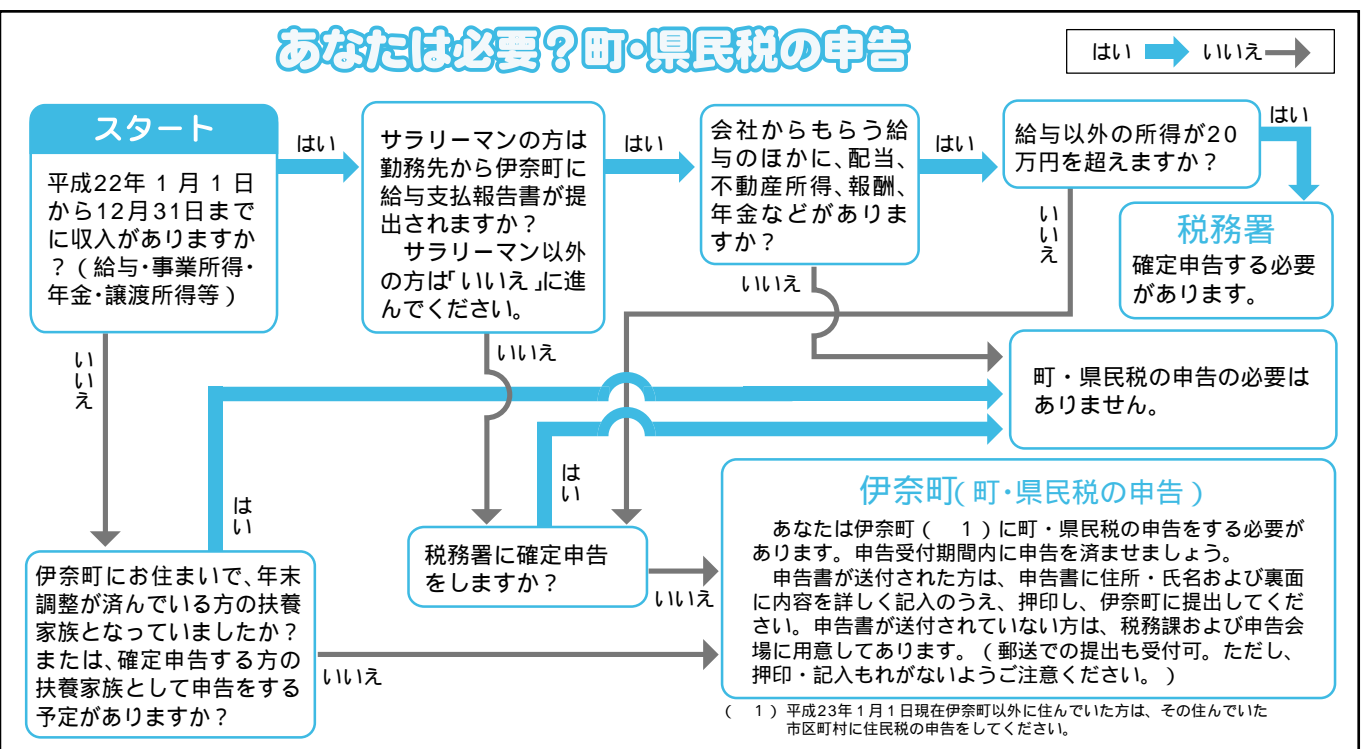 あなたは必要？町・県民税の申告
はい いいえ
スタート
平成22年１月１日
から12月31日まで
に収入がありますか
？（給与・事業所得・
年金・譲渡所得等）
はい
いいえ
サラリーマンの方は
勤務先から伊奈町に
給与支払報告書が提
出されますか？
　サラリーマン以外
の方は「いいえ」に進
んでください。
はい
いいえ
会社からもらう給
与のほかに、配当、
不動産所得、報酬、
年金などがありま
すか？
はい
いいえ
給与以外の所得が20
万円を超えますか？
はい
いいえ
税務署
確定申告する必要
があります。
町・県民税の申告の必要は
ありません。
伊奈町にお住まいで、年末
調整が済んでいる方の扶養
家族となっていましたか？
または、確定申告する方の
扶養家族として申告をする
予定がありますか？
はい
いいえ
税務署に確定申告
をしますか？
はい
いいえ
伊奈町（町・県民税の申告）
　あなたは伊奈町（　１）に町・県民税の申告をする必要が
あります。申告受付期間内に申告を済ませましょう。
　申告書が送付された方は、申告書に住所・氏名および裏面
に内容を詳しく記入のうえ、押印し、伊奈町に提出してくだ
さい。申告書が送付されていない方は、税務課および申告会
場に用意してあります。（郵送での提出も受付可。ただし、
押印・記入もれがないようご注意ください。）
（　１）平成23年１月１日現在伊奈町以外に住んでいた方は、その住んでいた
市区町村に住民税の申告をしてください。